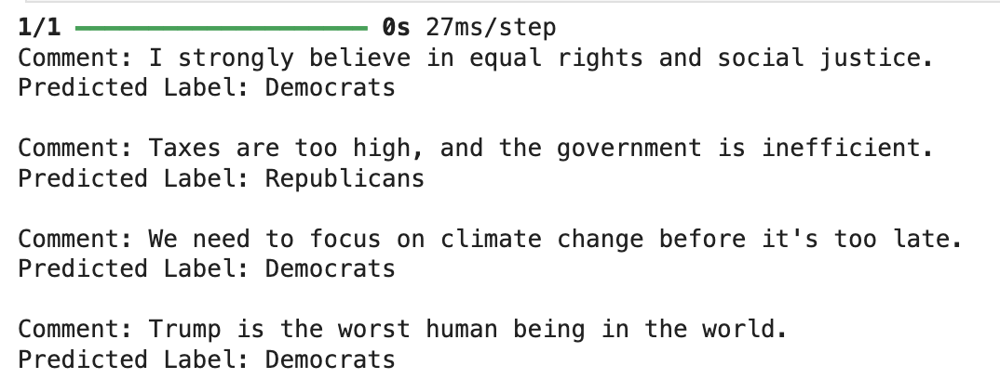 1/1 ━━━━━━━━━━━━━━━━━━━━ 0s 27ms/step
Comment: I strongly believe in equal rights and social justice.
Predicted Label: Democrats
Comment: Taxes are too high, and the government is inefficient.
Predicted Label: Republicans
Comment: We need to focus on climate change before it's too late.
Predicted Label: Democrats
Comment: Trump is the worst human being in the world.
Predicted Label: Democrats